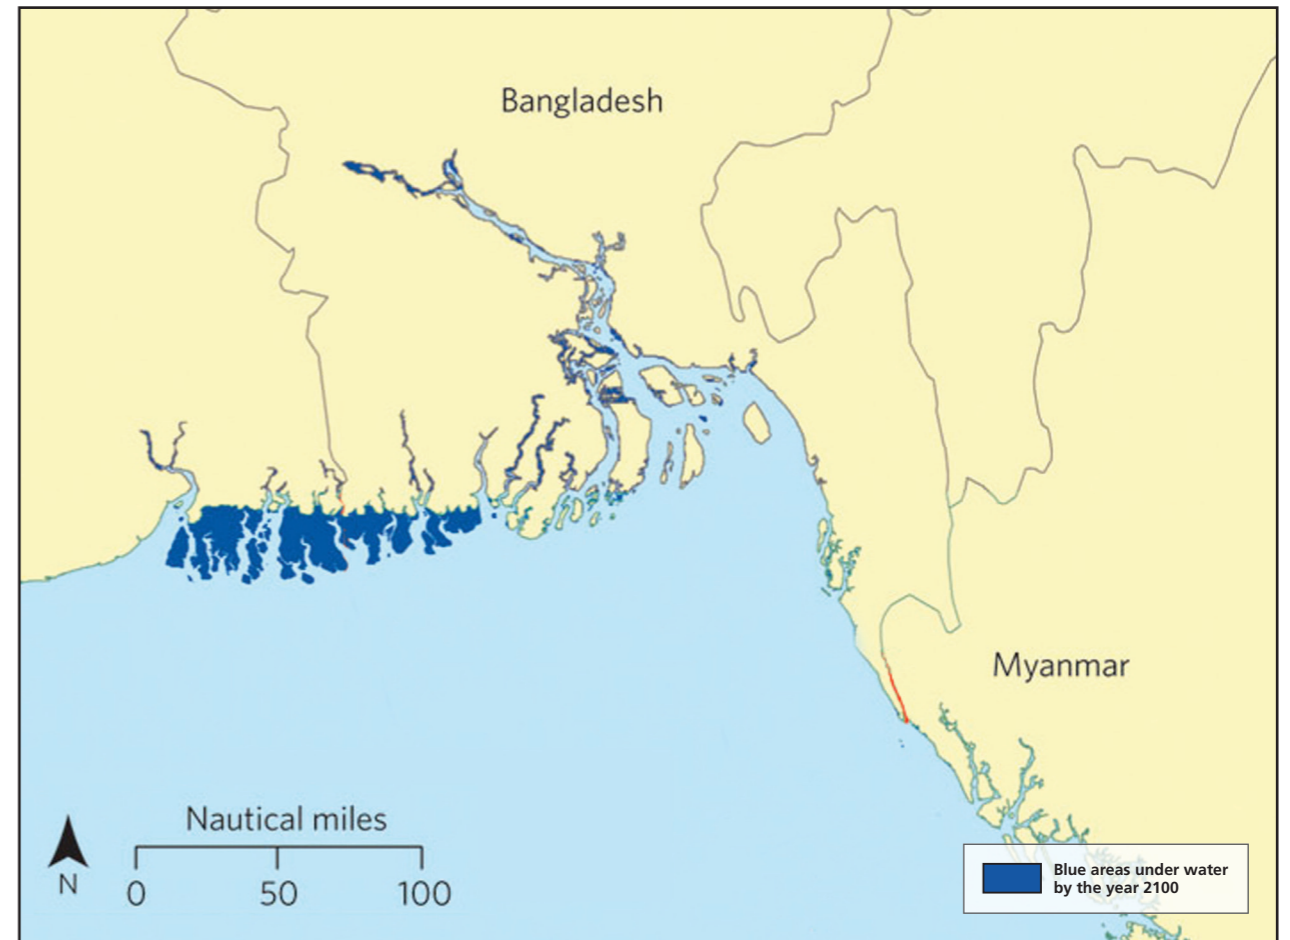 Bangladesh
Myanmar
Nautical miles
0 50 100
N
Blue areas under water
by the year 2100